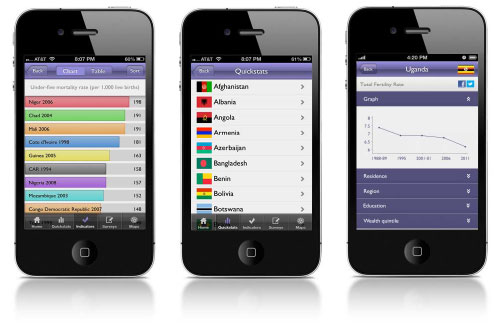 AT&T 8:07 PM 61%
Back Chart Table Sort
Under-five mortality rate (per 1,000 live births)
Niger 2006 198
Chad 2004 191
Mali 2006 191
Cote d'Ivoire 1998 181
Guinea 2005 163
CAR 1994 158
Nigeria 2008 157
Mozambique 2003 152
Congo Democratic Republic 2007 148
Home Quickstats Indicators Surveys Maps
AT&T 8:07 PM 60%
Back Quickstats
Afghanistan
Albania
Angola
Armenia
Azerbaijan
Bangladesh
Benin
Bolivia
Botswana
Home Quickstats Indicators Surveys Maps
4:20 PM 86%
Back Uganda
Total Fertility Rate
Graph
8
7
6
5
1988-89 1995 2001-01 2006 2011
Residence
Region
Education
Wealth quintile